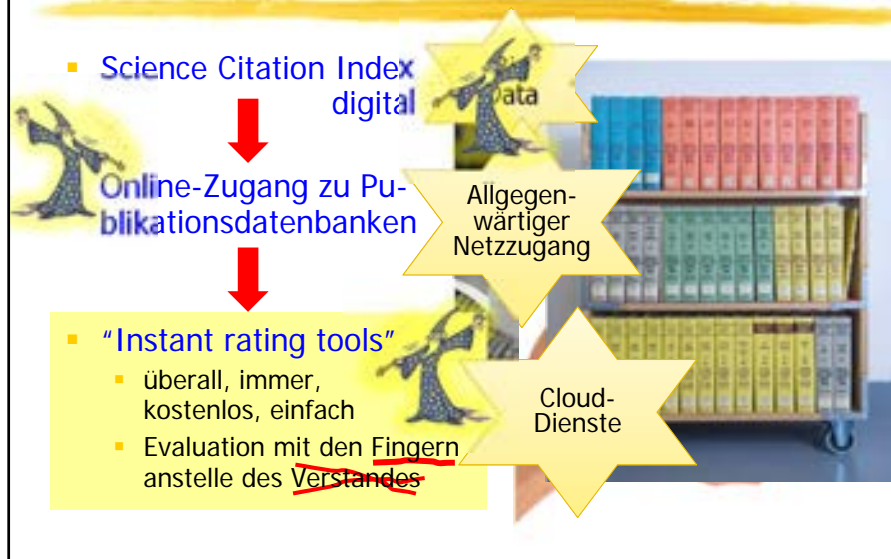 Science Citation Index
digital
Data
Online-Zugang zu Pu-
blikationsdatenbanken
Allgegen-
wärtiger
Netzzugang
"Instant rating tools"
überall, immer,
kostenlos, einfach
Evaluation mit den Fingern
anstelle des Verstandes
Cloud-
Dienste